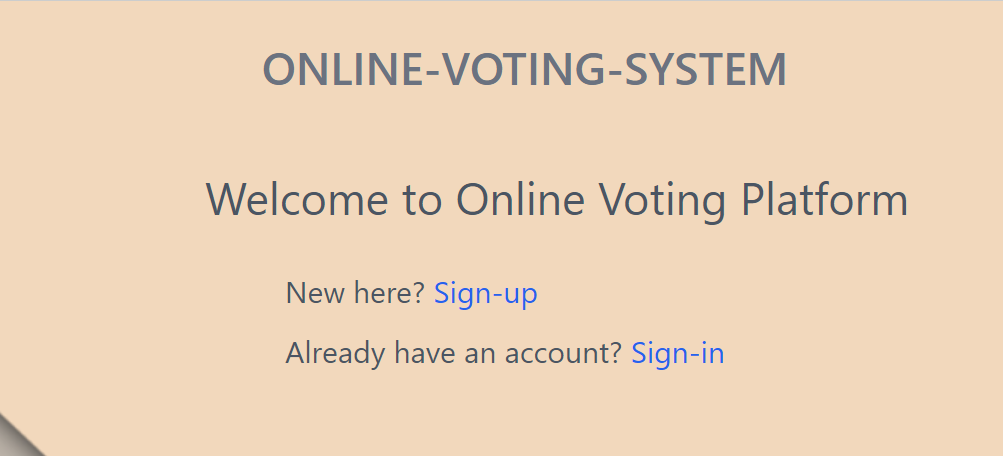 ONLINE-VOTING-SYSTEM
Welcome to Online Voting Platform
New here? Sign-up
Already have an account? Sign-in